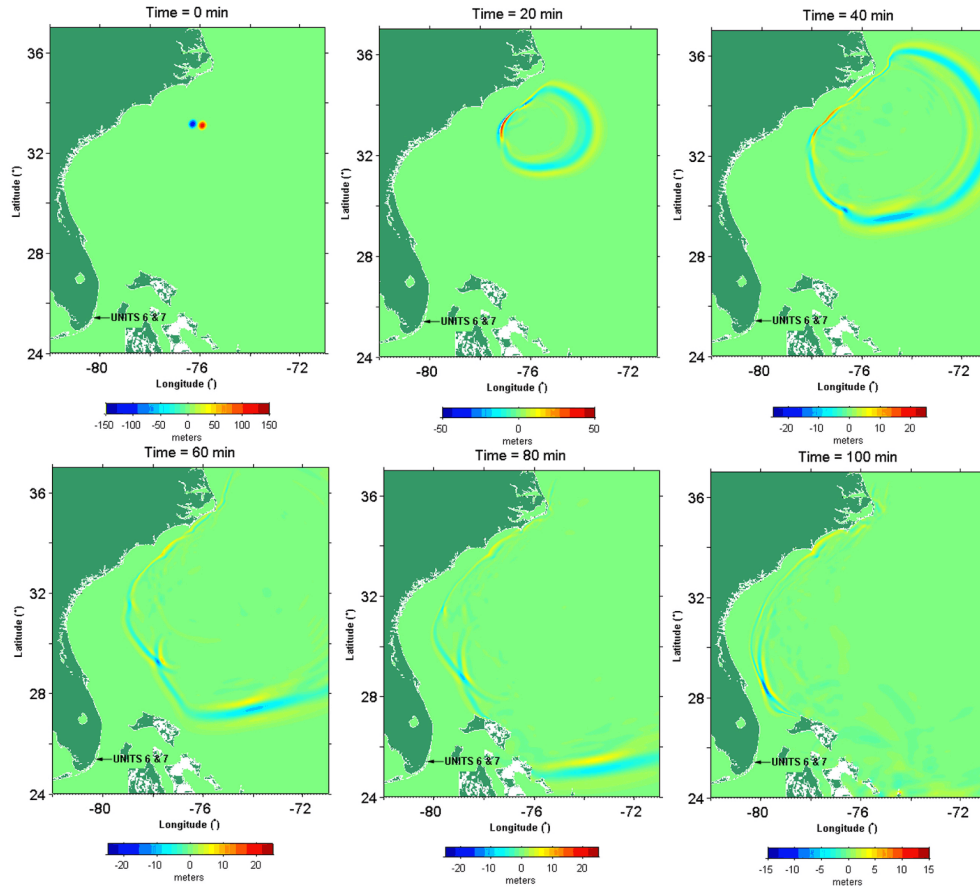 Time = 0 min
36
32
28
24
Latitude (°)
UNITS 6 & 7
-80 -76 -72
Longitude (°)
-150 -100 -50 0 50 100 150
meters
Time = 20 min
36
32
28
24
Latitude (°)
UNITS 6 & 7
-80 -76 -72
Longitude (°)
-50 0 50
meters
Time = 40 min
36
32
28
24
Latitude (°)
UNITS 6 & 7
-80 -76 -72
Longitude (°)
-20 -10 0 10 20
meters
Time = 60 min
36
32
28
24
Latitude (°)
UNITS 6 & 7
-80 -76 -72
Longitude (°)
-20 -10 0 10 20
meters
Time = 80 min
36
32
28
24
Latitude (°)
UNITS 6 & 7
-80 -76 -72
Longitude (°)
-20 -10 0 10 20
meters
Time = 100 min
36
32
28
24
Latitude (°)
UNITS 6 & 7
-80 -76 -72
Longitude (°)
-15 -10 -5 0 5 10 15
meters